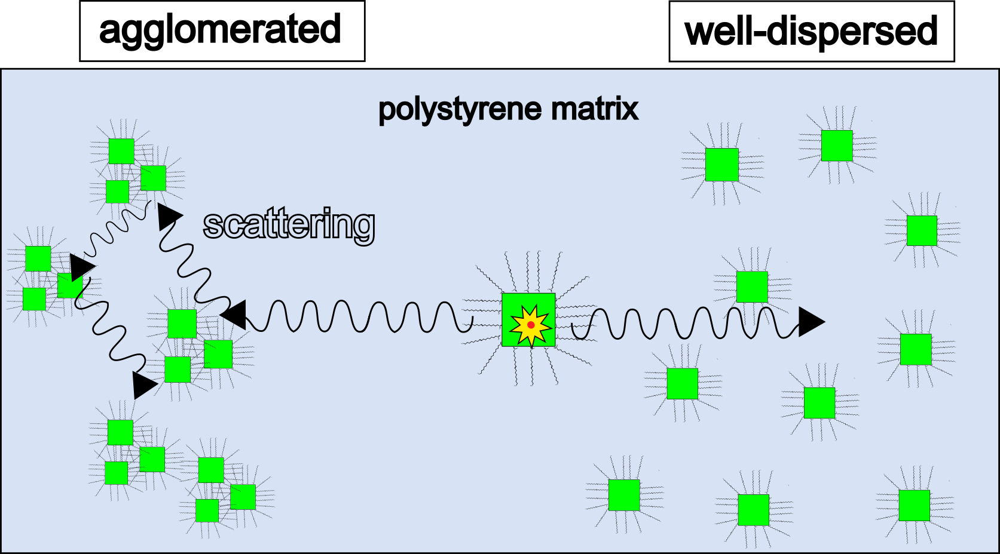 agglomerated
well-dispersed
polystyrene matrix
scattering